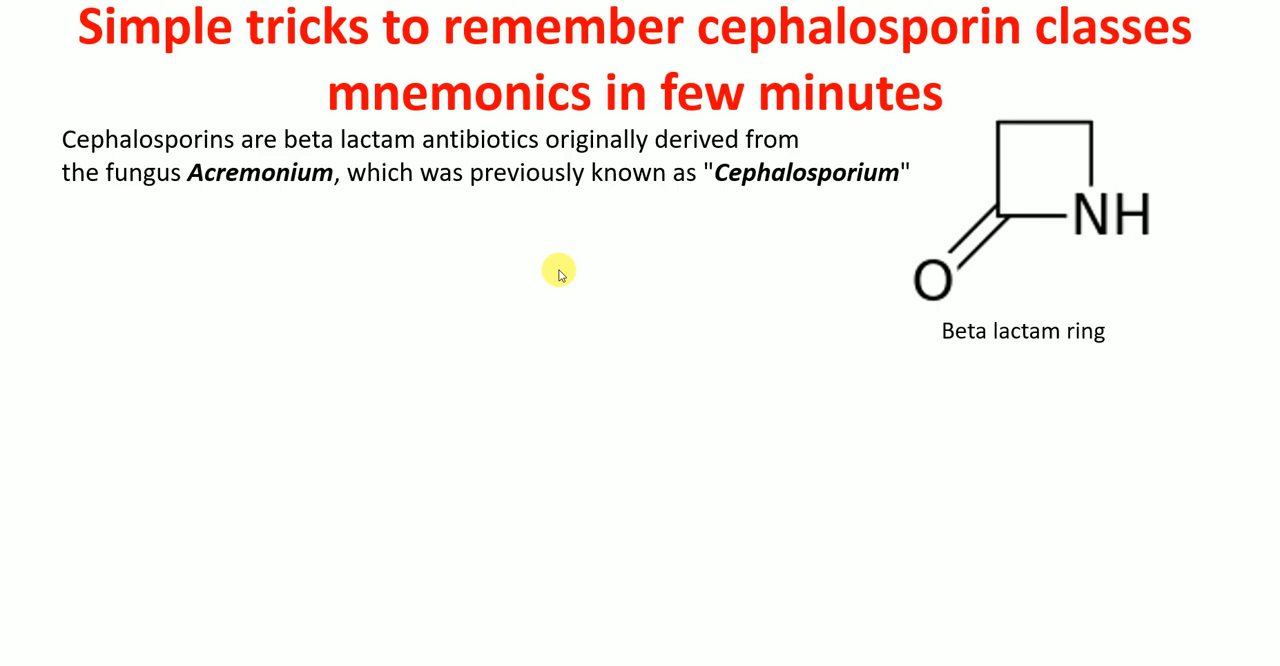 Simple tricks to remember cephalosporin classes
mnemonics in few minutes
Cephalosporins are beta lactam antibiotics originally derived from
the fungus Acremonium, which was previously known as "Cephalosporium"
NH
O
Beta lactam ring